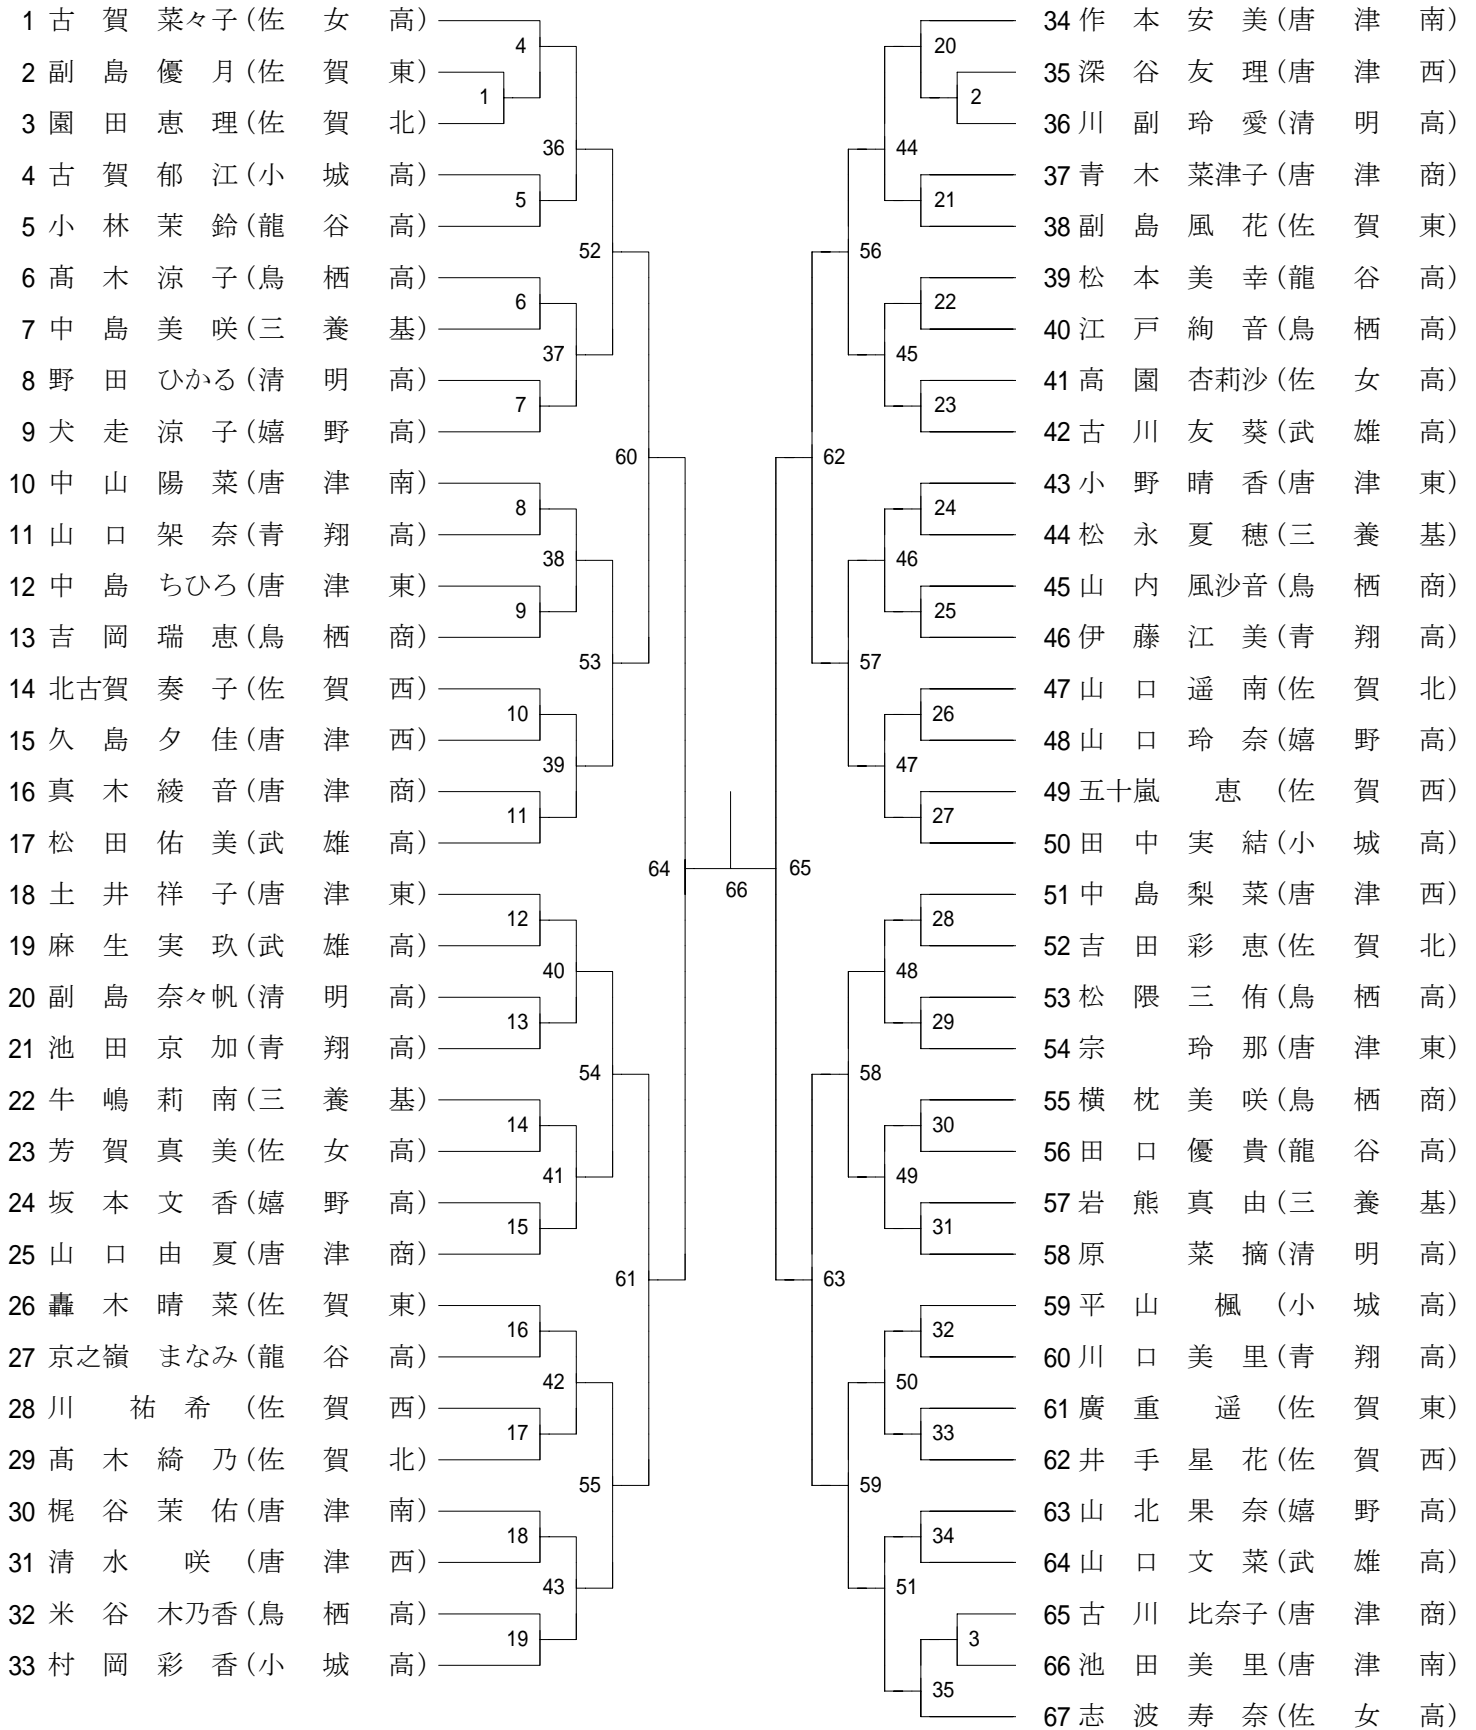 1 古賀 菜々子(佐女高)
2 副島優月(佐賀東)
3 園田恵理(佐賀北)
4 古賀郁江(小城高)
5 小林茉鈴(龍谷高)
6 髙木涼子(鳥栖高)
7 中島美咲(三養基)
8 野田 ひかる(清明高)
9 犬走涼子(嬉野高)
10 中山陽菜(唐津南)
11 山口架奈(青翔高)
12 中島 ちひろ(唐津東)
13 吉岡瑞恵(鳥栖商)
14 北古賀 奏子(佐賀西)
15 久島夕佳(唐津西)
16 真木綾音(唐津商)
17 松田佑美(武雄高)
18 土井祥子(唐津東)
19 麻生実玖(武雄高)
20 副島 奈々帆(清明高)
21 池田京加(青翔高)
22 牛嶋莉南(三養基)
23 芳賀真美(佐女高)
24 坂本文香(嬉野高)
25 山口由夏(唐津商)
26 轟木晴菜(佐賀東)
27 京之嶺 まなみ(龍谷高)
28 川 祐希(佐賀西)
29 髙木綺乃(佐賀北)
30 梶谷茉佑(唐津南)
31 清水 咲(唐津西)
32 米谷 木乃香(鳥栖高)
33 村岡彩香(小城高)
4
1
36
5
52
6
37
7
60
8
38
9
53
10
39
11
64
12
40
13
54
14
41
15
61
16
42
17
55
18
43
19
66
65
20
2
44
21
56
22
45
23
62
24
46
25
57
26
47
27
28
48
29
58
30
49
31
63
32
50
33
59
34
51
3
35
34 作本安美(唐津南)
35 深谷友理(唐津西)
36 川副玲愛(清明高)
37 青木 菜津子(唐津商)
38 副島風花(佐賀東)
39 松本美幸(龍谷高)
40 江戸絢音(鳥栖高)
41 高園 杏莉沙(佐女高)
42 古川友葵(武雄高)
43 小野晴香(唐津東)
44 松永夏穂(三養基)
45 山内 風沙音(鳥栖商)
46 伊藤江美(青翔高)
47 山口遥南(佐賀北)
48 山口玲奈(嬉野高)
49 五十嵐 恵(佐賀西)
50 田中実結(小城高)
51 中島梨菜(唐津西)
52 吉田彩恵(佐賀北)
53 松隈三侑(鳥栖高)
54 宗 玲那(唐津東)
55 横枕美咲(鳥栖商)
56 田口優貴(龍谷高)
57 岩熊真由(三養基)
58 原 菜摘(清明高)
59 平山 楓(小城高)
60 川口美里(青翔高)
61 廣重 遥(佐賀東)
62 井手星花(佐賀西)
63 山北果奈(嬉野高)
64 山口文菜(武雄高)
65 古川 比奈子(唐津商)
66 池田美里(唐津南)
67 志波寿奈(佐女高)